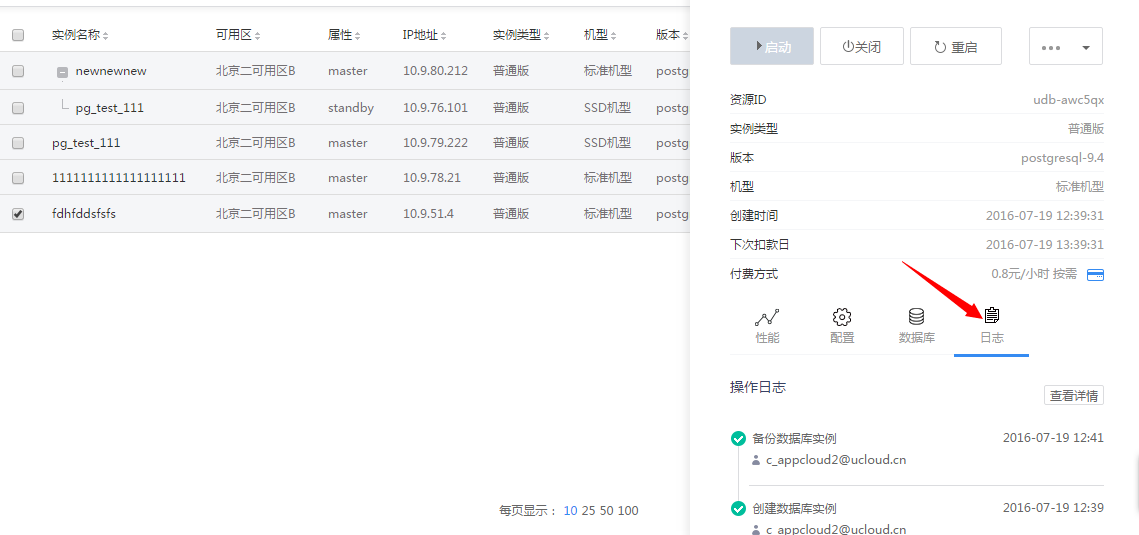 实例名称 可用区 属性 IP地址 实例类型 机型 版本
newnewnew 北京二可用区B master 10.9.80.212 普通版 标准机型 postg
pg_test_111 北京二可用区B standby 10.9.76.101 普通版 SSD机型 postg
pg_test_111 北京二可用区B master 10.9.79.222 普通版 SSD机型 postg
1111111111111111111 北京二可用区B master 10.9.78.21 普通版 标准机型 postg
fdhfddsfsfs 北京二可用区B master 10.9.51.4 普通版 标准机型 postg
每页显示： 10 25 50 100
启动 关闭 重启
资源ID udb-awc5qx
实例类型 普通版
版本 postgresql-9.4
机型 标准机型
创建时间 2016-07-19 12:39:31
下次扣款日 2016-07-19 13:39:31
付费方式 0.8元/小时 按需
性能 配置 数据库 日志
操作日志 查看详情
备份数据库实例 2016-07-19 12:41
c_appcloud2@ucloud.cn
创建数据库实例 2016-07-19 12:39
c_appcloud2@ucloud.cn